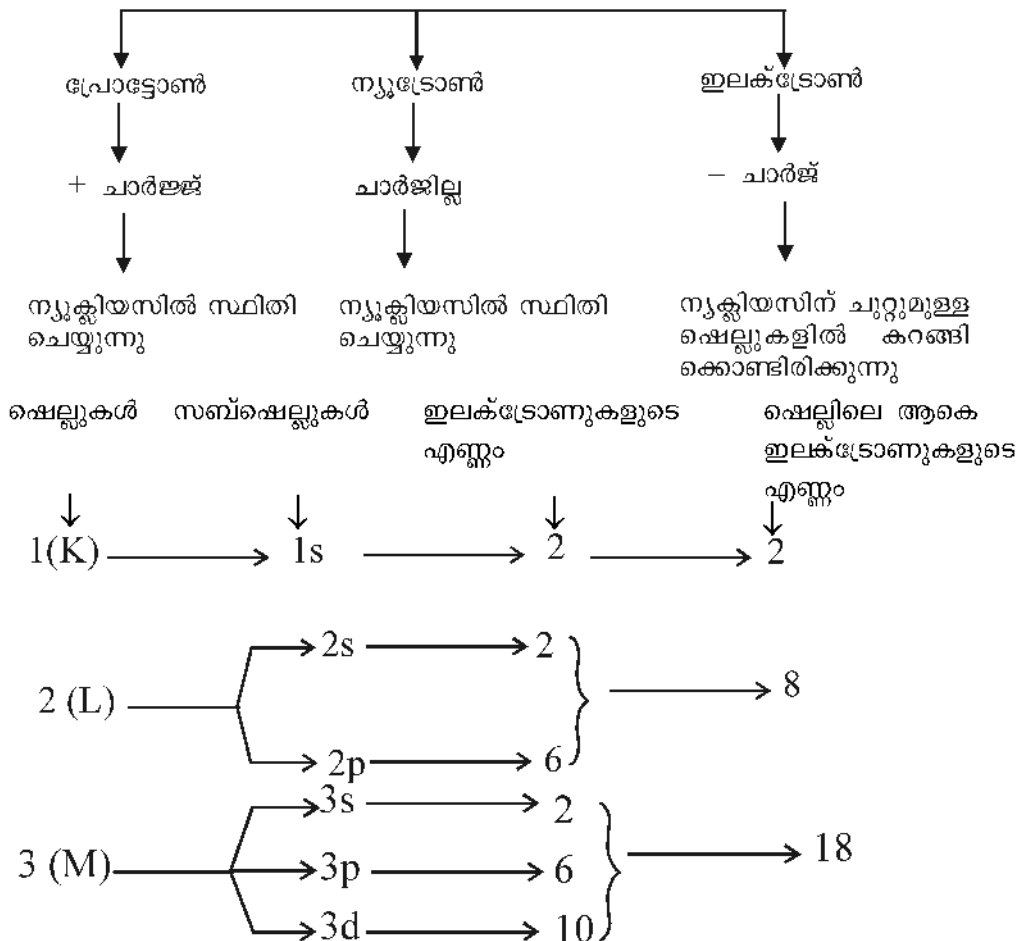 പ്രോട്ടോൺ ന്യൂട്രോൺ ഇലക്ട്രോൺ
+ ചാർജ്ജ് ചാർജില്ല – ചാർജ്
ന്യൂക്ലിയസിൽ സ്ഥിതി ന്യൂക്ലിയസിൽ സ്ഥിതി ന്യക്ലിയസിന് ചുറ്റുമുള്ള
ചെയ്യുന്നു ചെയ്യുന്നു ഷെല്ലുകളിൽ കറങ്ങി
ക്കൊണ്ടിരിക്കുന്നു
ഷെല്ലുകൾ സബ്ഷെല്ലുകൾ ഇലക്ട്രോണുകളുടെ ഷെല്ലിലെ ആകെ
എണ്ണം ഇലക്ട്രോണുകളുടെ
എണ്ണം
1(K) 1s 2 2
2s 2
2 (L) 8
2p 6
3s 2
3 (M) 3p 6 18
3d 10